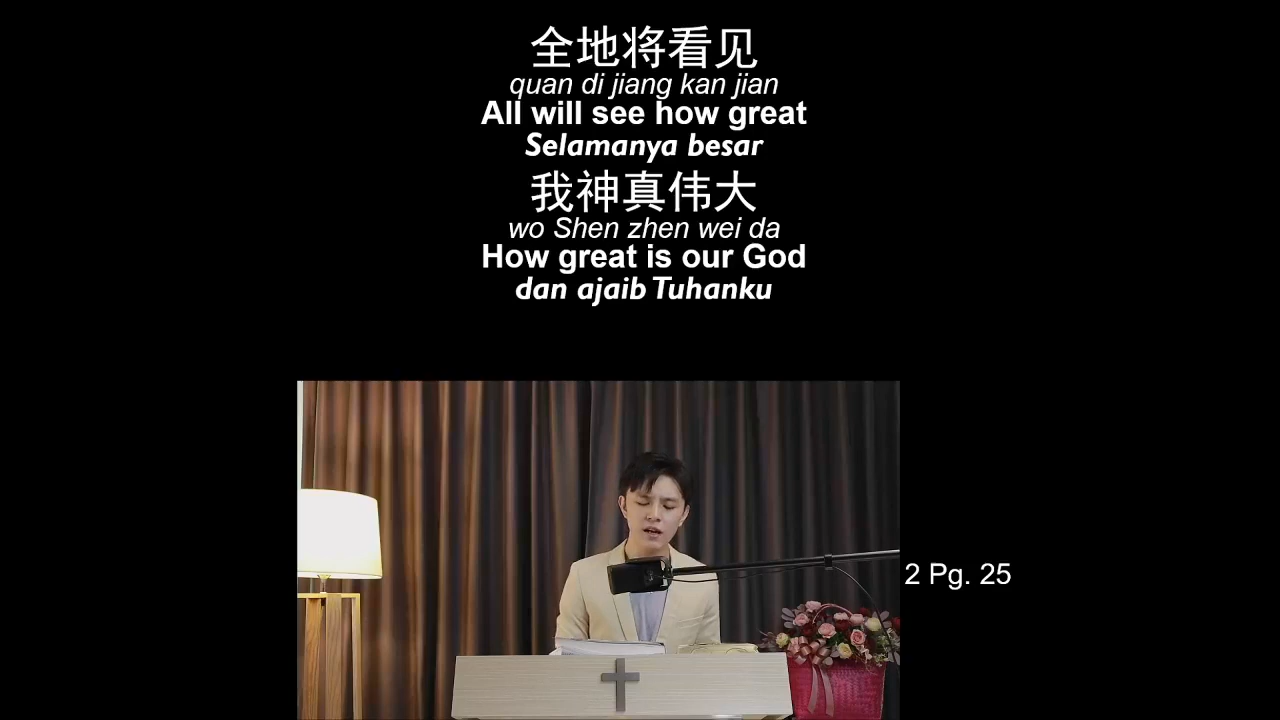 全地将看见
quan di jiang kan jian
All will see how great
Selamanya besar
我神真伟大
wo Shen zhen wei da
How great is our God
dan ajaib Tuhanku
2 Pg. 25